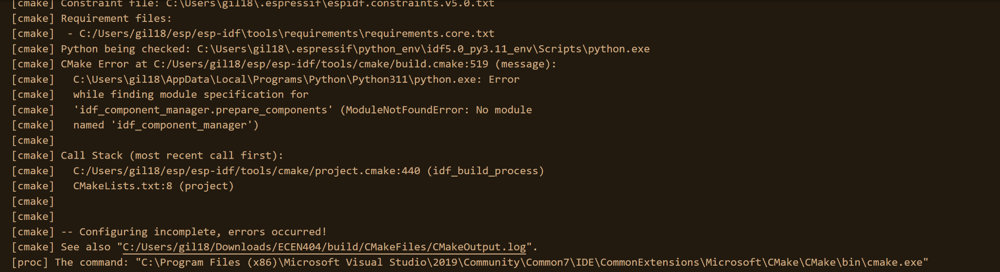 [cmake] Constraint file: C:\Users\gil18\.espressif\espidf.constraints.v5.0.txt
[cmake] Requirement files:
[cmake]  - C:/Users/gil18/esp/esp-idf\tools\requirements\requirements.core.txt
[cmake] Python being checked: C:\Users\gil18\.espressif\python_env\idf5.0_py3.11_env\Scripts\python.exe
[cmake] CMake Error at C:/Users/gil18/esp/esp-idf/tools/cmake/build.cmake:519 (message):
[cmake]   C:\Users\gil18\AppData\Local\Programs\Python\Python311\python.exe: Error
[cmake]   while finding module specification for
[cmake]   'idf_component_manager.prepare_components' (ModuleNotFoundError: No module
[cmake]   named 'idf_component_manager')
[cmake]
[cmake] Call Stack (most recent call first):
[cmake]   C:/Users/gil18/esp/esp-idf/tools/cmake/project.cmake:440 (idf_build_process)
[cmake]   CMakeLists.txt:8 (project)
[cmake]
[cmake]
[cmake] -- Configuring incomplete, errors occurred!
[cmake] See also "C:/Users/gil18/Downloads/ECEN404/build/CMakeFiles/CMakeOutput.log".
[proc] The command: "C:\Program Files (x86)\Microsoft Visual Studio\2019\Community\Common7\IDE\CommonExtensions\Microsoft\CMake\CMake\bin\cmake.exe"